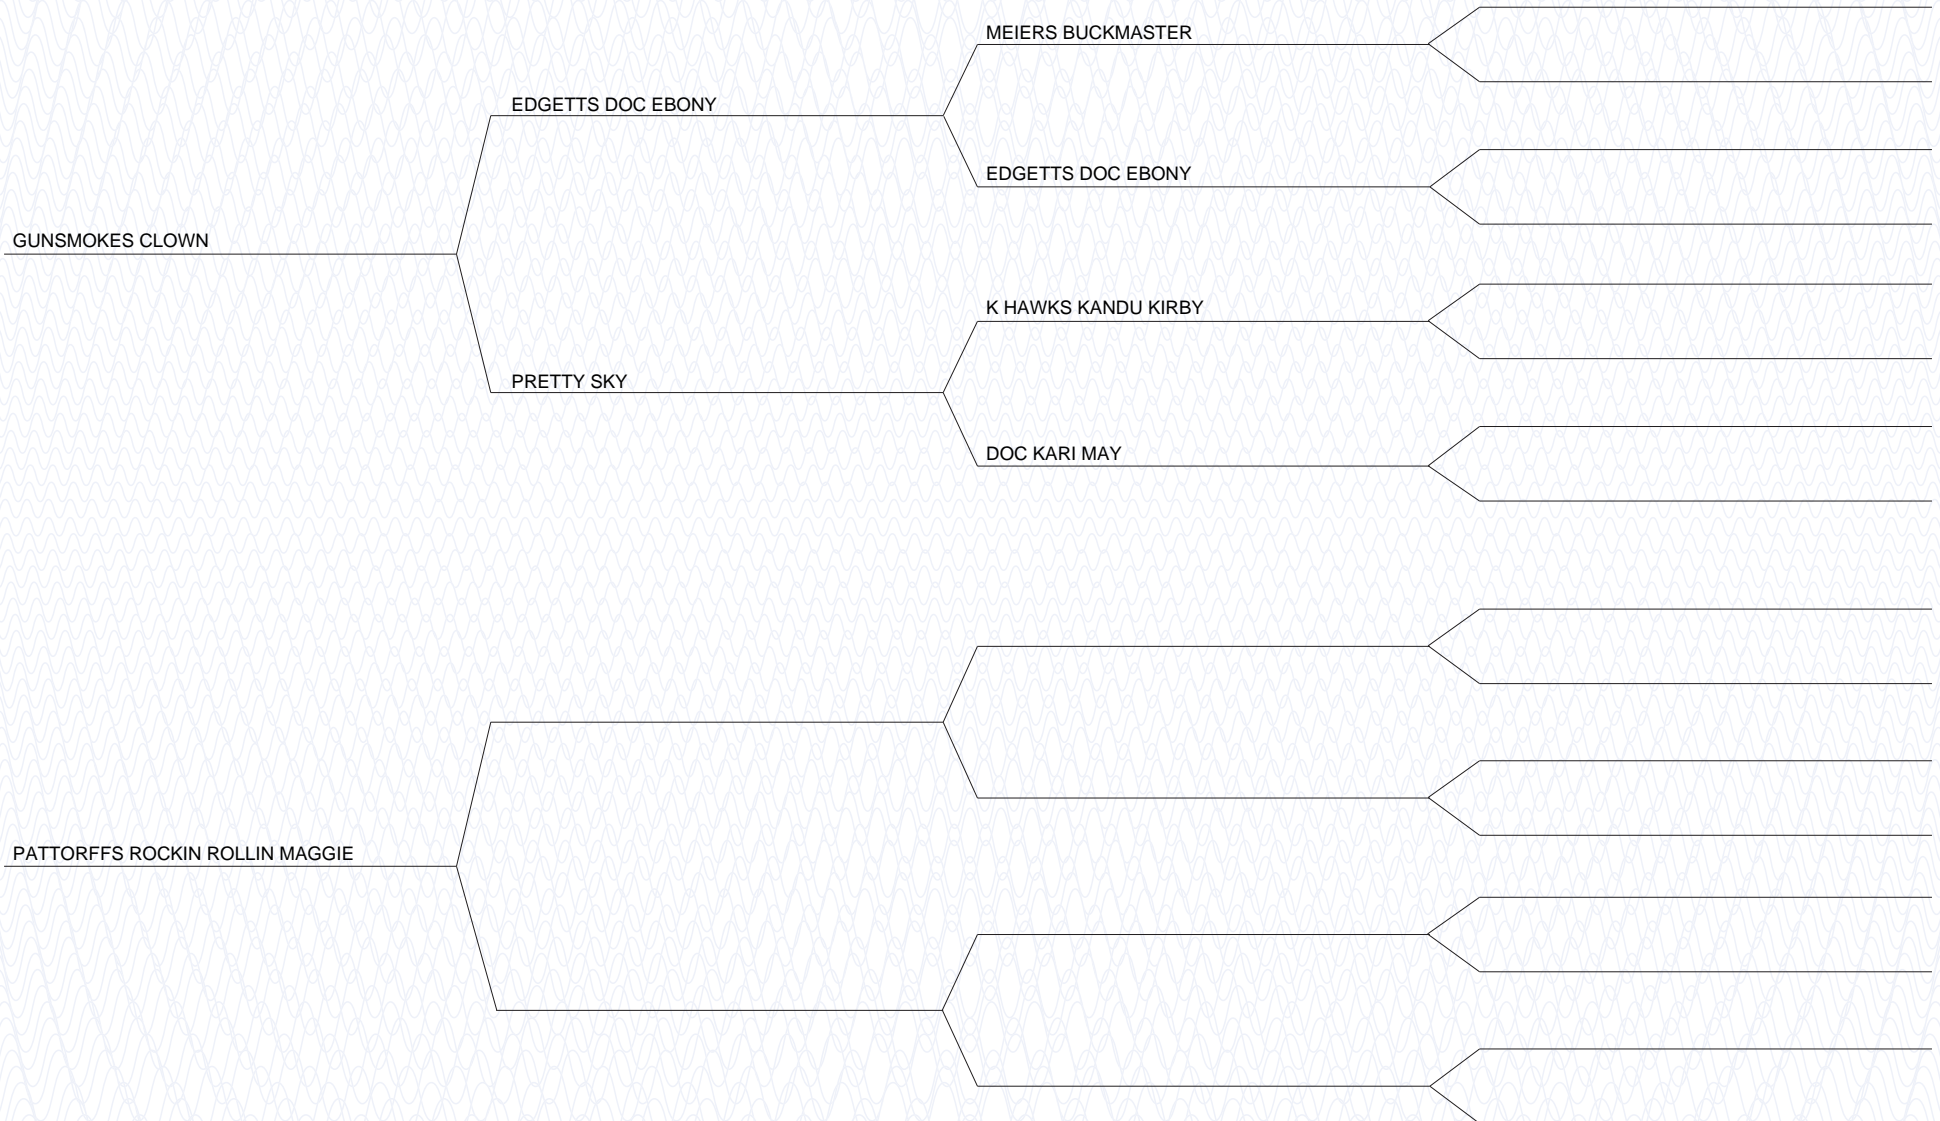 MEIERS BUCKMASTER
EDGETTS DOC EBONY
EDGETTS DOC EBONY
GUNSMOKES CLOWN
K HAWKS KANDU KIRBY
PRETTY SKY
DOC KARI MAY
PATTORFFS ROCKIN ROLLIN MAGGIE